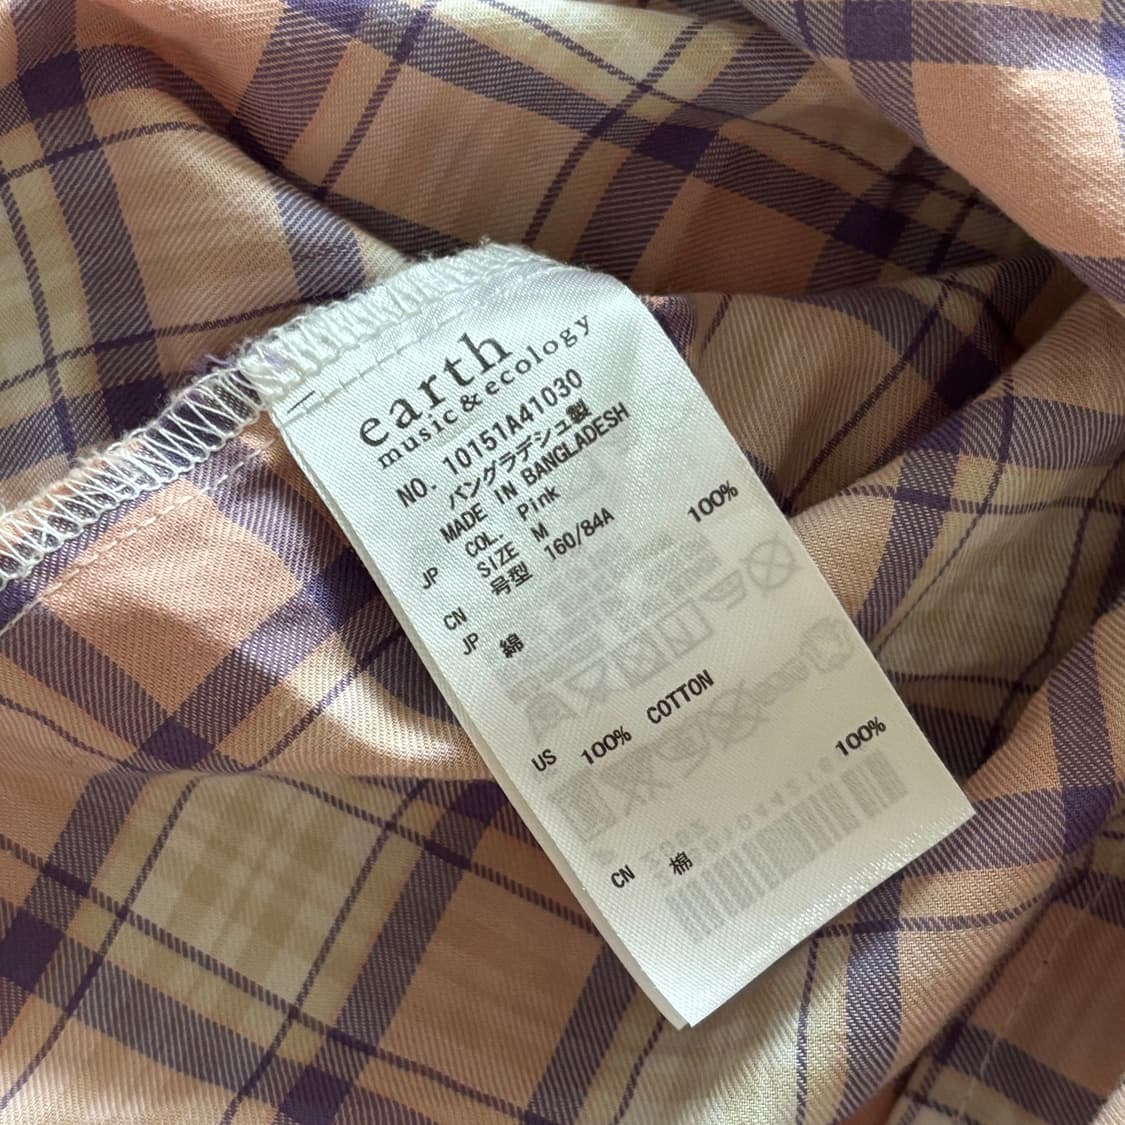 earth
music & ecology
NO. 10151A41030
バングラデシュ製
MADE IN BANGLADESH
COL. Pink
JP SIZE M
CN 号型 160/84A
JP 綿 100%
US 100% COTTON
CN 棉 100%